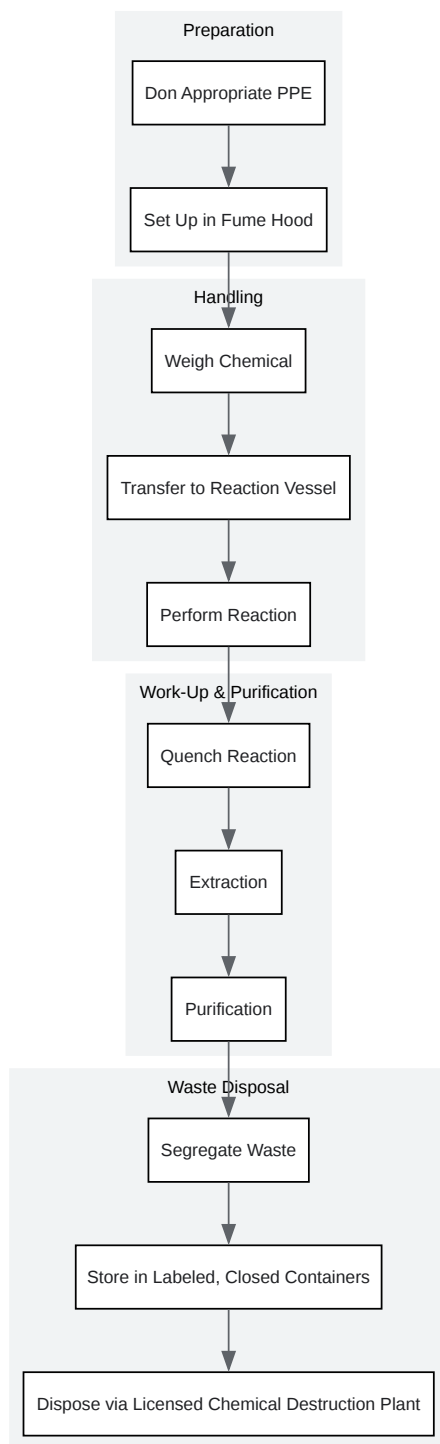 Preparation
Don Appropriate PPE
Set Up in Fume Hood
Handling
Weigh Chemical
Transfer to Reaction Vessel
Perform Reaction
Work-Up & Purification
Quench Reaction
Extraction
Purification
Waste Disposal
Segregate Waste
Store in Labeled, Closed Containers
Dispose via Licensed Chemical Destruction Plant